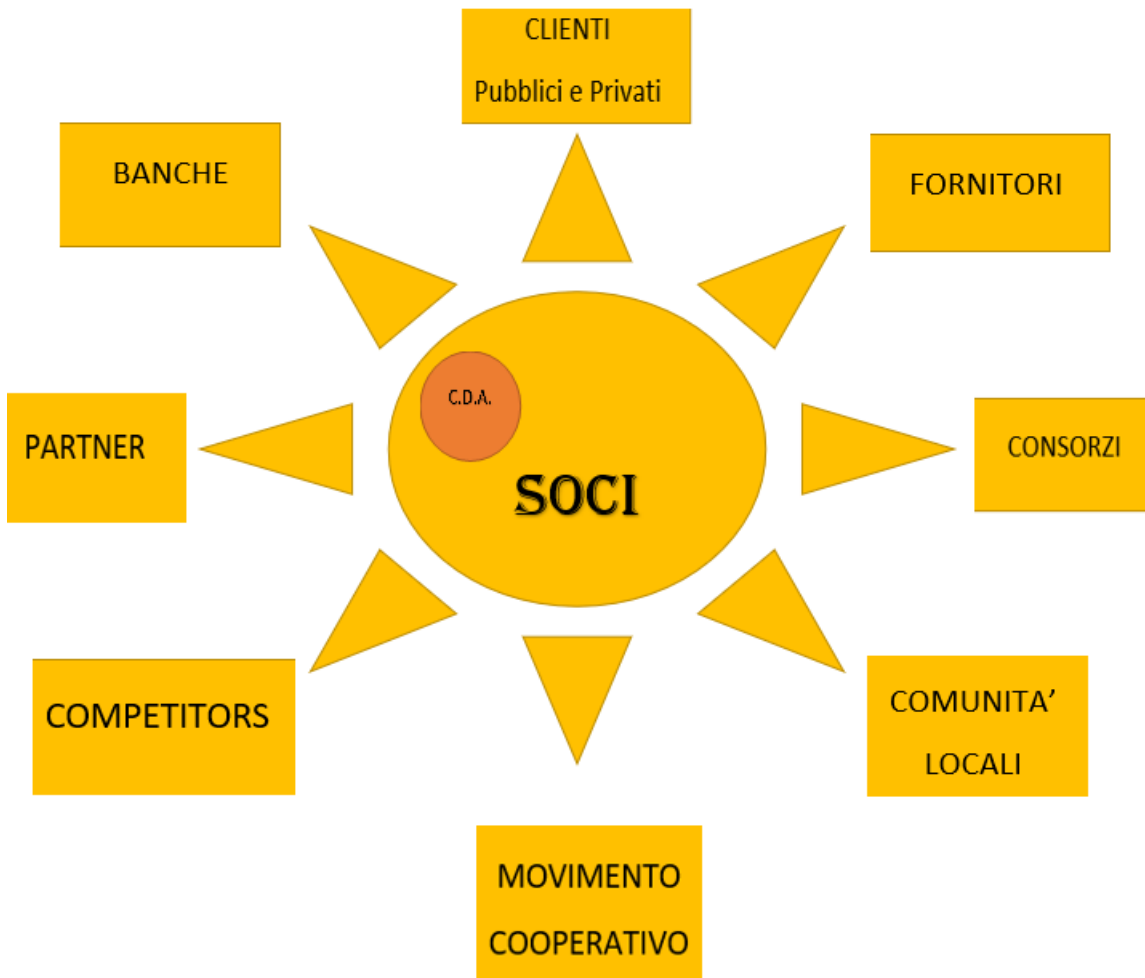 CLIENTI
Pubblici e Privati
BANCHE
FORNITORI
C.D.A.
SOCI
PARTNER
CONSORZI
COMPETITORS
COMUNITA’
LOCALI
MOVIMENTO
COOPERATIVO